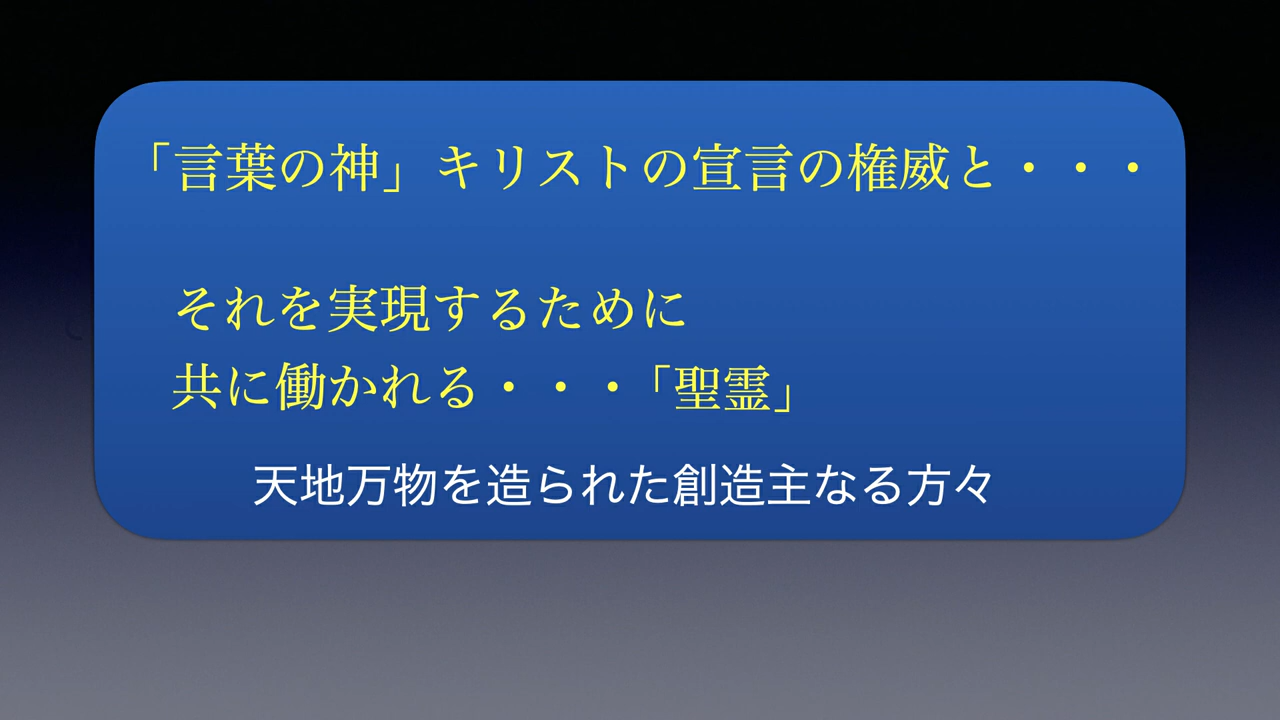 「言葉の神」キリストの宣言の権威と・・・
それを実現するために
共に働かれる・・・「聖霊」
天地万物を造られた創造主なる方々